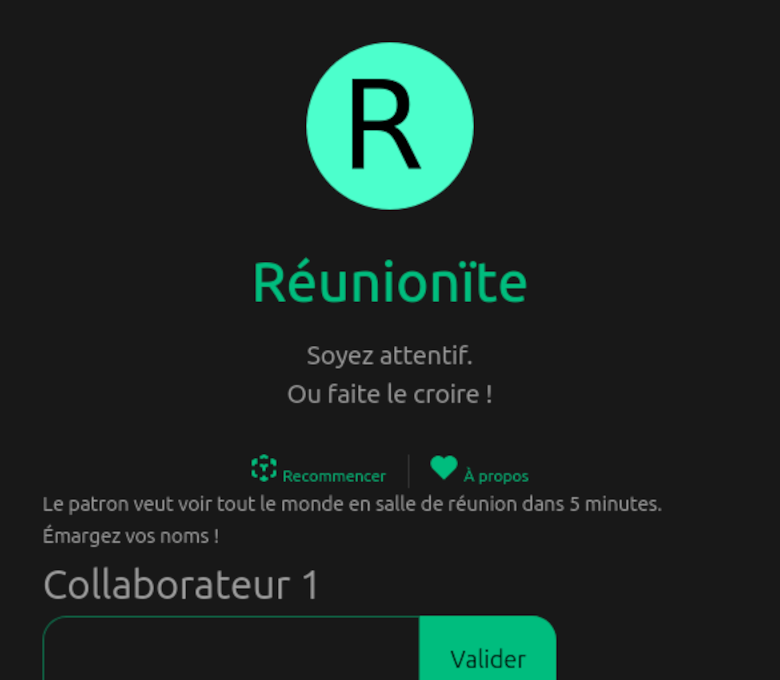 R
Réunionïte
Soyez attentif.
Ou faite le croire !
Recommencer
À propos
Le patron veut voir tout le monde en salle de réunion dans 5 minutes.
Émargez vos noms !
Collaborateur 1
Valider